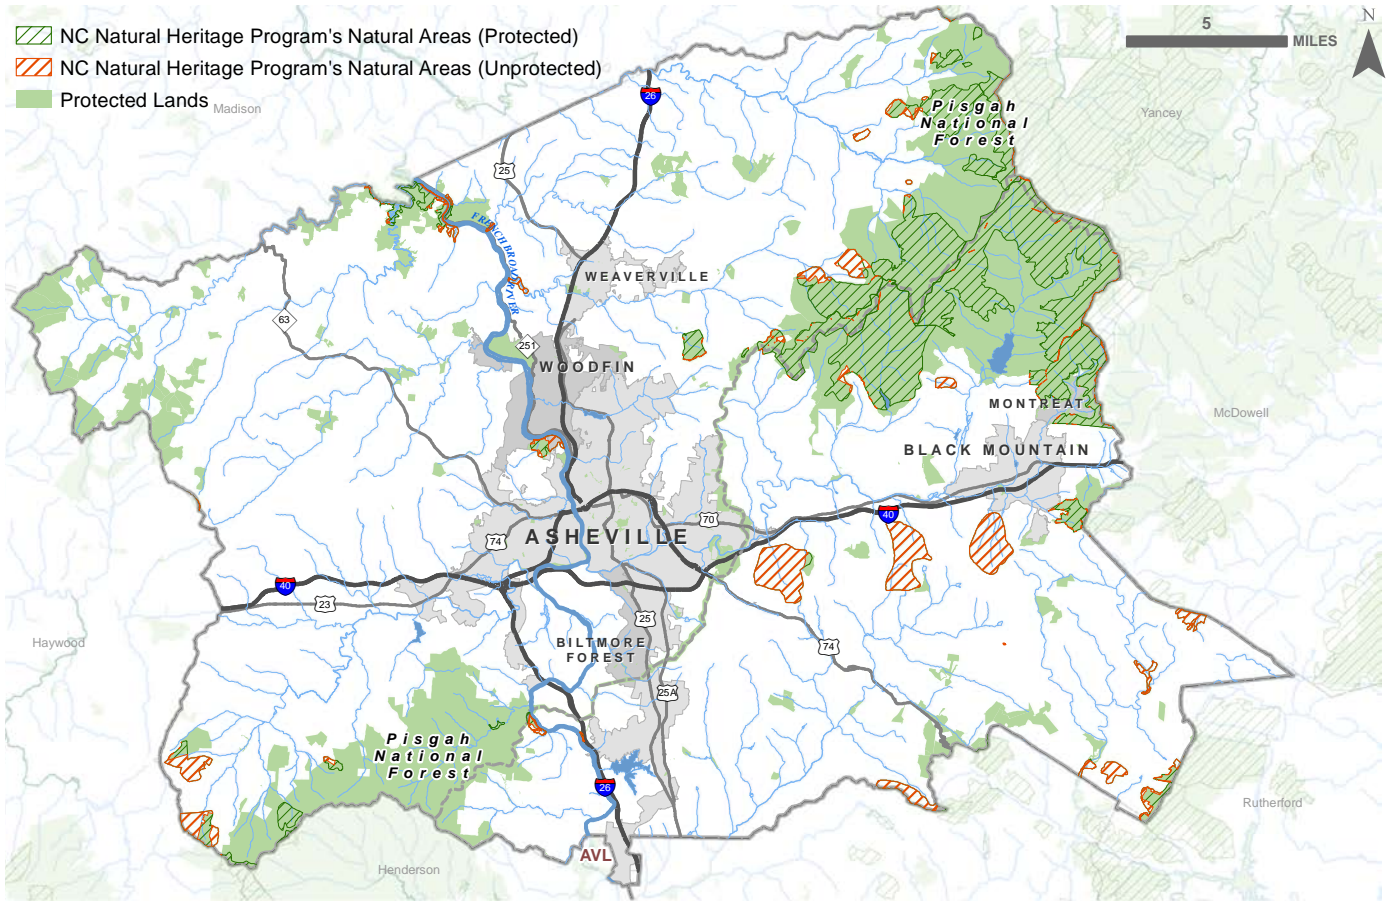 NC Natural Heritage Program's Natural Areas (Protected)
NC Natural Heritage Program's Natural Areas (Unprotected)
Protected Lands
5
MILES
N
Madison
Yancey
26
Pisgah
National
Forest
25
FRENCH BROAD RIVER
WEAVERVILLE
63
251
WOODFIN
MONTREAT
McDowell
BLACK MOUNTAIN
40
70
74
ASHEVILLE
40
23
25
Haywood
BILTMORE
FOREST
74
25A
Pisgah
National
Forest
26
Rutherford
AVL
Henderson